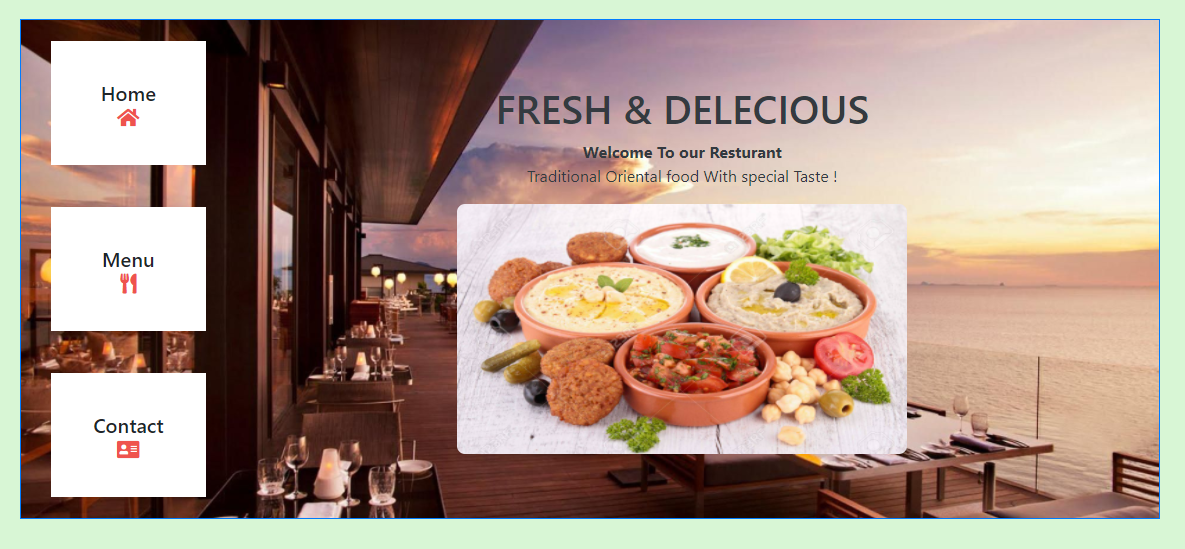 Home
Menu
Contact
FRESH & DELECIOUS
Welcome To our Resturant
Traditional Oriental food With special Taste !